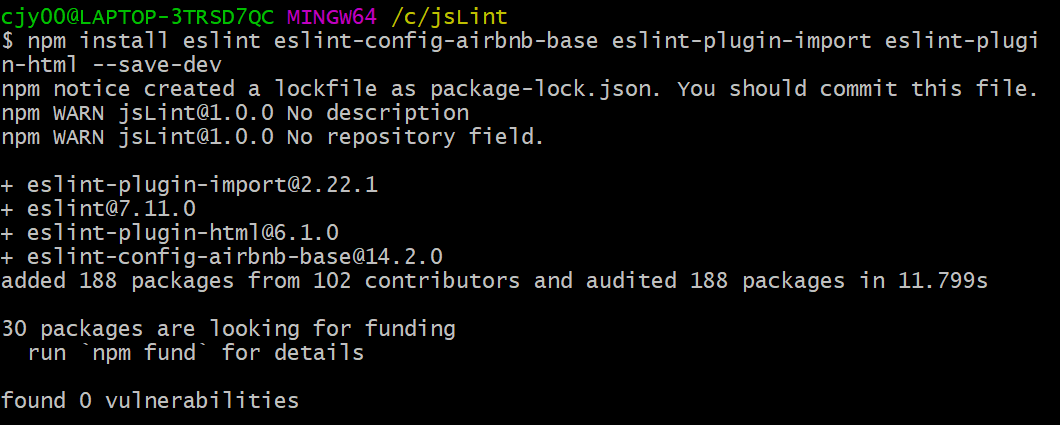 cjy00@LAPTOP-3TRSD7QC MINGW64 /c/jsLint
$ npm install eslint eslint-config-airbnb-base eslint-plugin-import eslint-plugi
n-html --save-dev
npm notice created a lockfile as package-lock.json. You should commit this file.
npm WARN jsLint@1.0.0 No description
npm WARN jsLint@1.0.0 No repository field.

+ eslint-plugin-import@2.22.1
+ eslint@7.11.0
+ eslint-plugin-html@6.1.0
+ eslint-config-airbnb-base@14.2.0
added 188 packages from 102 contributors and audited 188 packages in 11.799s

30 packages are looking for funding
  run `npm fund` for details

found 0 vulnerabilities